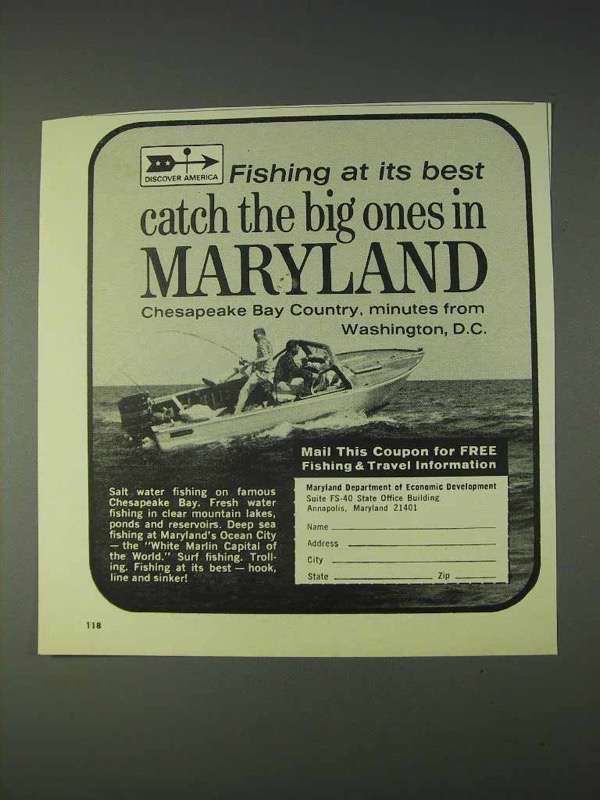 DISCOVER AMERICA
Fishing at its best
catch the big ones in
MARYLAND
Chesapeake Bay Country, minutes from
Washington, D.C.
Mail This Coupon for FREE
Fishing & Travel Information
Salt water fishing on famous
Chesapeake Bay. Fresh water
fishing in clear mountain lakes,
ponds and reservoirs. Deep sea
fishing at Maryland's Ocean City
— the "White Marlin Capital of
the World." Surf fishing. Troll-
ing. Fishing at its best — hook,
line and sinker!
Maryland Department of Economic Development
Suite FS-40 State Office Building
Annapolis, Maryland 21401
Name
Address
City
State Zip
118